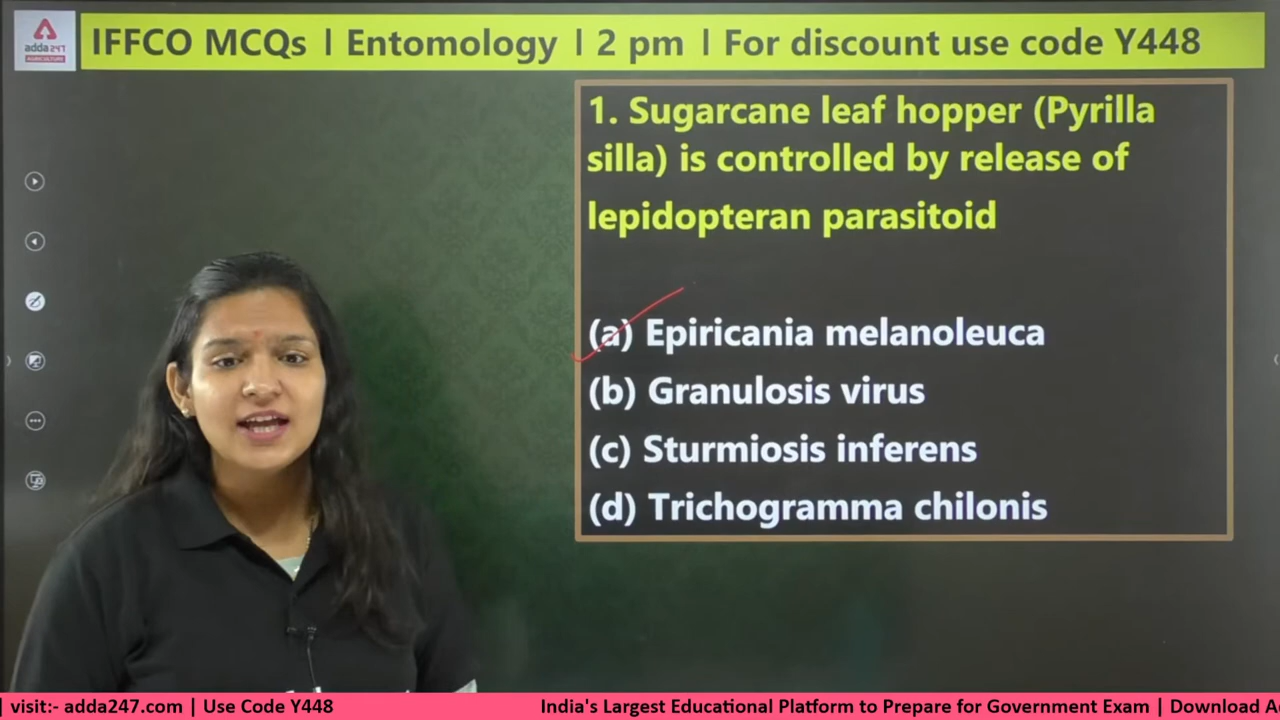 adda247
AGRICULTURE
IFFCO MCQs I Entomology I 2 pm I For discount use code Y448
1. Sugarcane leaf hopper (Pyrilla
silla) is controlled by release of
lepidopteran parasitoid
(a) Epiricania melanoleuca
(b) Granulosis virus
(c) Sturmiosis inferens
(d) Trichogramma chilonis
| visit:- adda247.com | Use Code Y448
India's Largest Educational Platform to Prepare for Government Exam | Download A